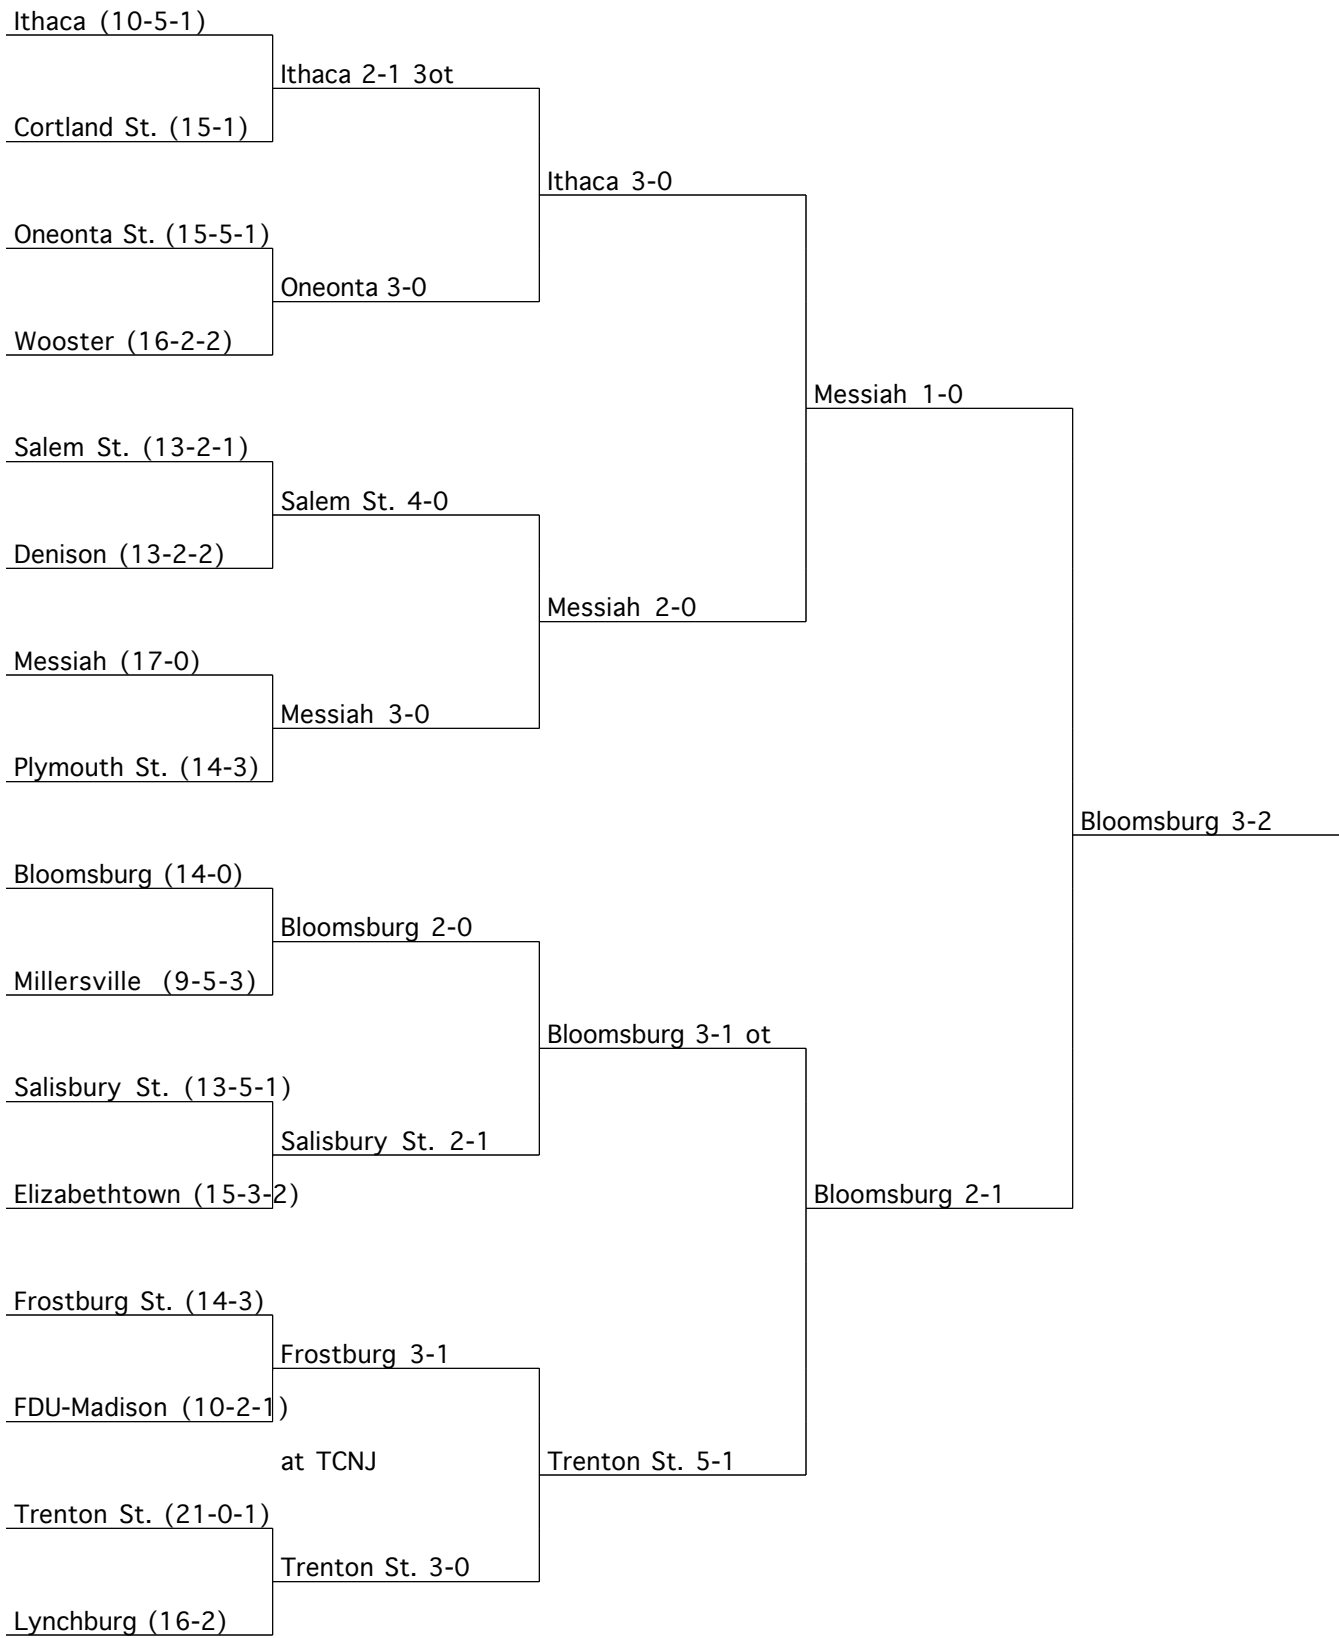 Ithaca (10-5-1)
Ithaca 2-1 3ot
Cortland St. (15-1)
Ithaca 3-0
Oneonta St. (15-5-1)
Oneonta 3-0
Wooster (16-2-2)
Messiah 1-0
Salem St. (13-2-1)
Salem St. 4-0
Denison (13-2-2)
Messiah 2-0
Messiah (17-0)
Messiah 3-0
Plymouth St. (14-3)
Bloomsburg 3-2
Bloomsburg (14-0)
Bloomsburg 2-0
Millersville (9-5-3)
Bloomsburg 3-1 ot
Salisbury St. (13-5-1)
Salisbury St. 2-1
Elizabethtown (15-3-2)
Bloomsburg 2-1
Frostburg St. (14-3)
Frostburg 3-1
FDU-Madison (10-2-1)
at TCNJ
Trenton St. 5-1
Trenton St. (21-0-1)
Trenton St. 3-0
Lynchburg (16-2)